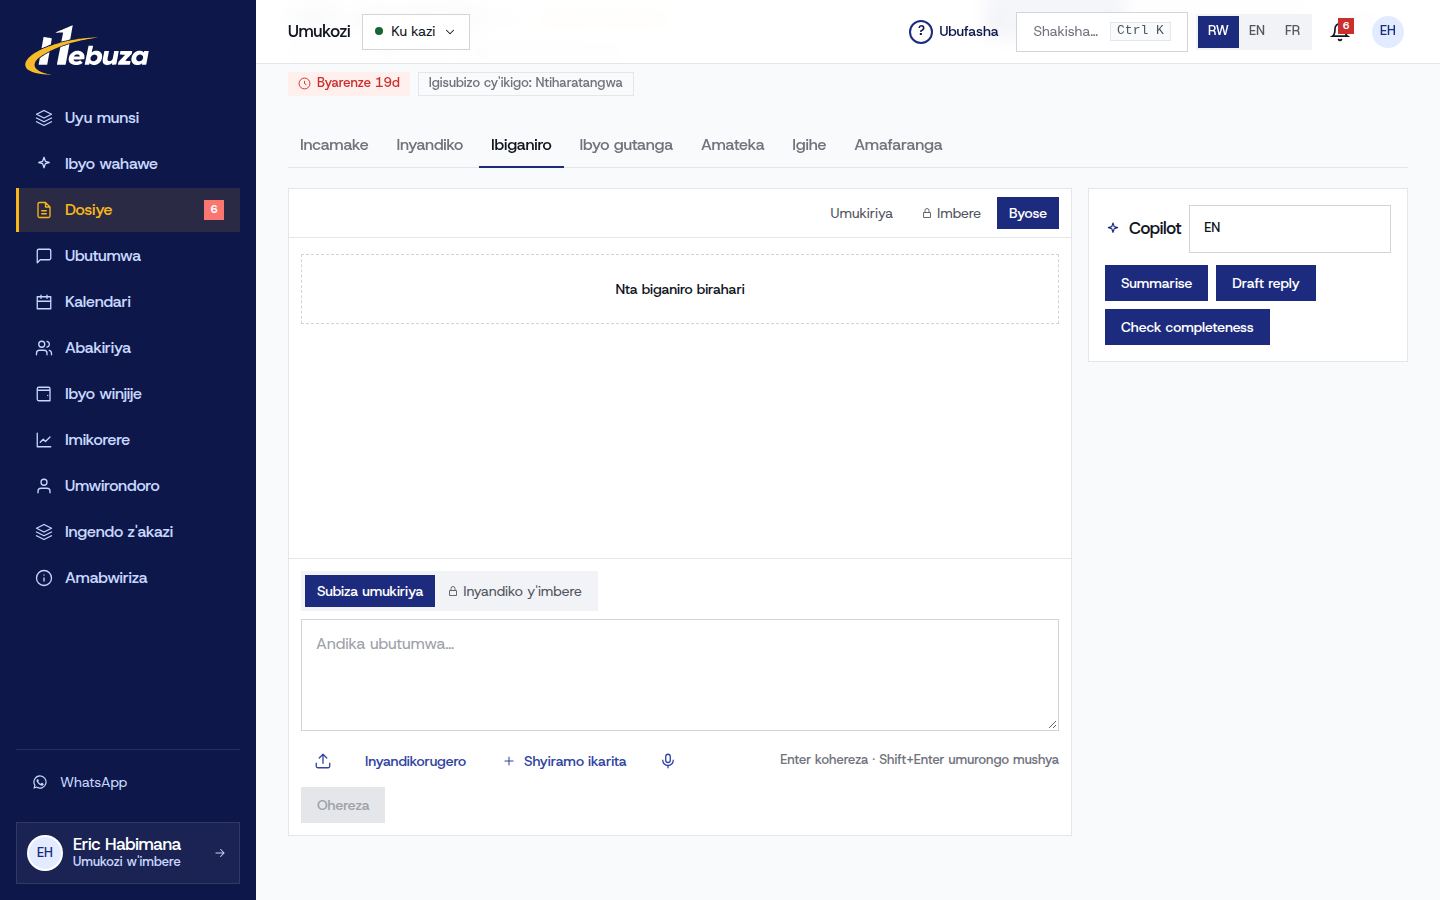 Hebuza
Uyu munsi
Ibyo wahawe
Dosiye 6
Ubutumwa
Kalendari
Abakiriya
Ibyo winjije
Imikorere
Umwirondoro
Ingendo z'akazi
Amabwiriza
WhatsApp
EH Eric Habimana
Umukozi w'imbere
Umukozi Ku kazi ? Ubufasha Shakisha... Ctrl K RW EN FR 6 EH
Byarenze 19d Igisubizo cy'ikigo: Ntiharatangwa
Incamake Inyandiko Ibiganiro Ibyo gutanga Amateka Igihe Amafaranga
Umukiriya Imbere Byose
Nta biganiro birahari
Subiza umukiriya Inyandiko y'imbere
Andika ubutumwa...
Inyandikorugero + Shyiramo ikarita Enter kohereza · Shift+Enter umurongo mushya
Ohereza
Copilot EN
Summarise Draft reply
Check completeness